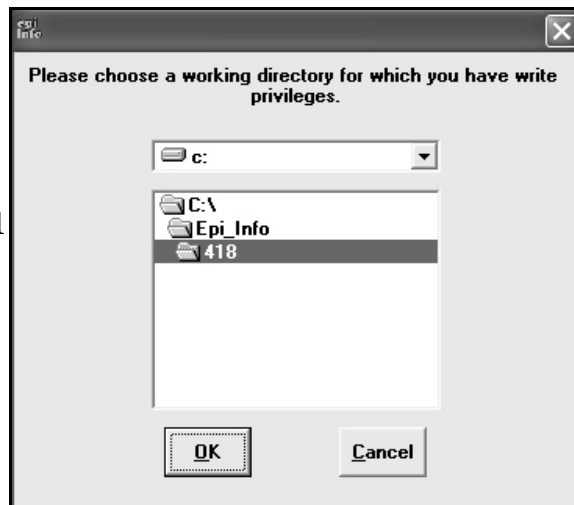 epi
Info
Please choose a working directory for which you have write
privileges.
c:
C:\
Epi_Info
418
OK
Cancel